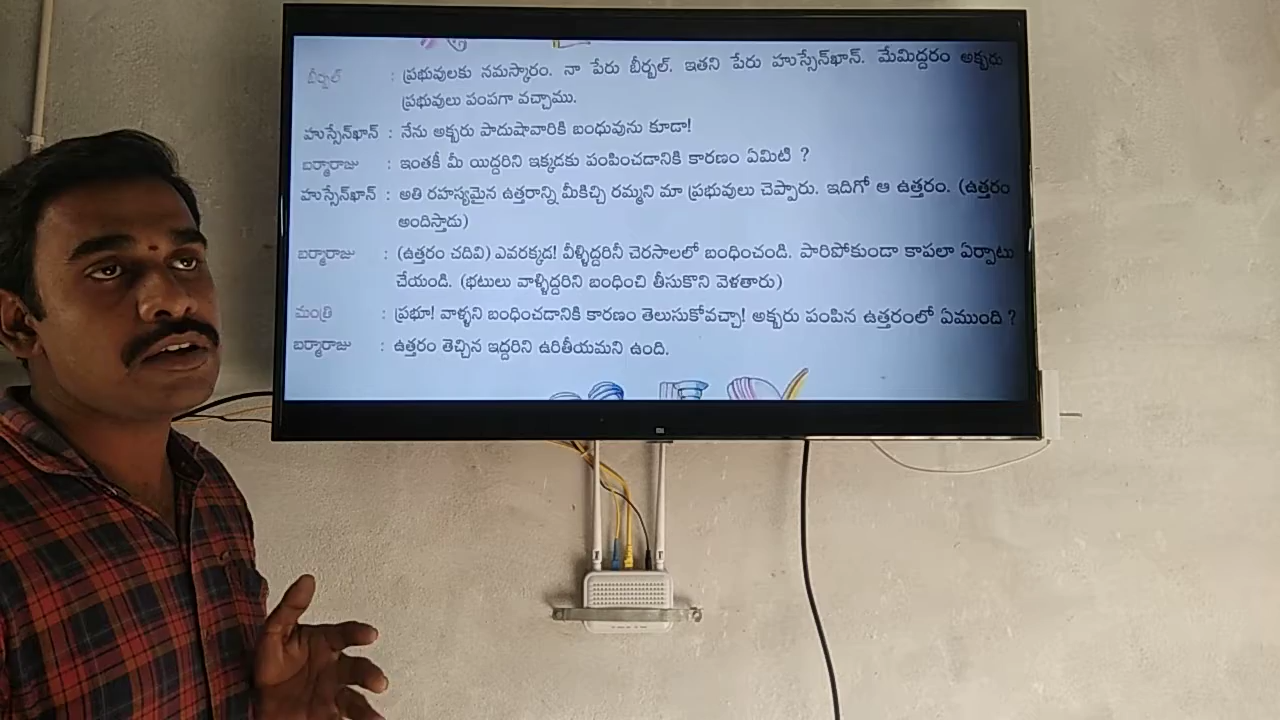 బీర్బల్ : ప్రభువులకు నమస్కారం. నా పేరు బీర్బల్. ఇతని పేరు హుస్సేన్‌ఖాన్. మేమిద్దరం అక్బరు
ప్రభువులు పంపగా వచ్చాము.
హుస్సేన్‌ఖాన్ : నేను అక్బరు పాదుషావారికి బంధువును కూడా!
బర్మారాజు : ఇంతకీ మీ యిద్దరిని ఇక్కడకు పంపించడానికి కారణం ఏమిటి ?
హుస్సేన్‌ఖాన్ : అతి రహస్యమైన ఉత్తరాన్ని మీకిచ్చి రమ్మని మా ప్రభువులు చెప్పారు. ఇదిగో ఆ ఉత్తరం. (ఉత్తరం
అందిస్తాడు)
బర్మారాజు : (ఉత్తరం చదివి) ఎవరక్కడ! వీళ్ళిద్దరినీ చెరసాలలో బంధించండి. పారిపోకుండా కాపలా ఏర్పాటు
చేయండి. (భటులు వాళ్ళిద్దరిని బంధించి తీసుకొని వెళతారు)
మంత్రి : ప్రభూ! వాళ్ళని బంధించడానికి కారణం తెలుసుకోవచ్చా! అక్బరు పంపిన ఉత్తరంలో ఏముంది ?
బర్మారాజు : ఉత్తరం తెచ్చిన ఇద్దరిని ఉరితీయమని ఉంది.